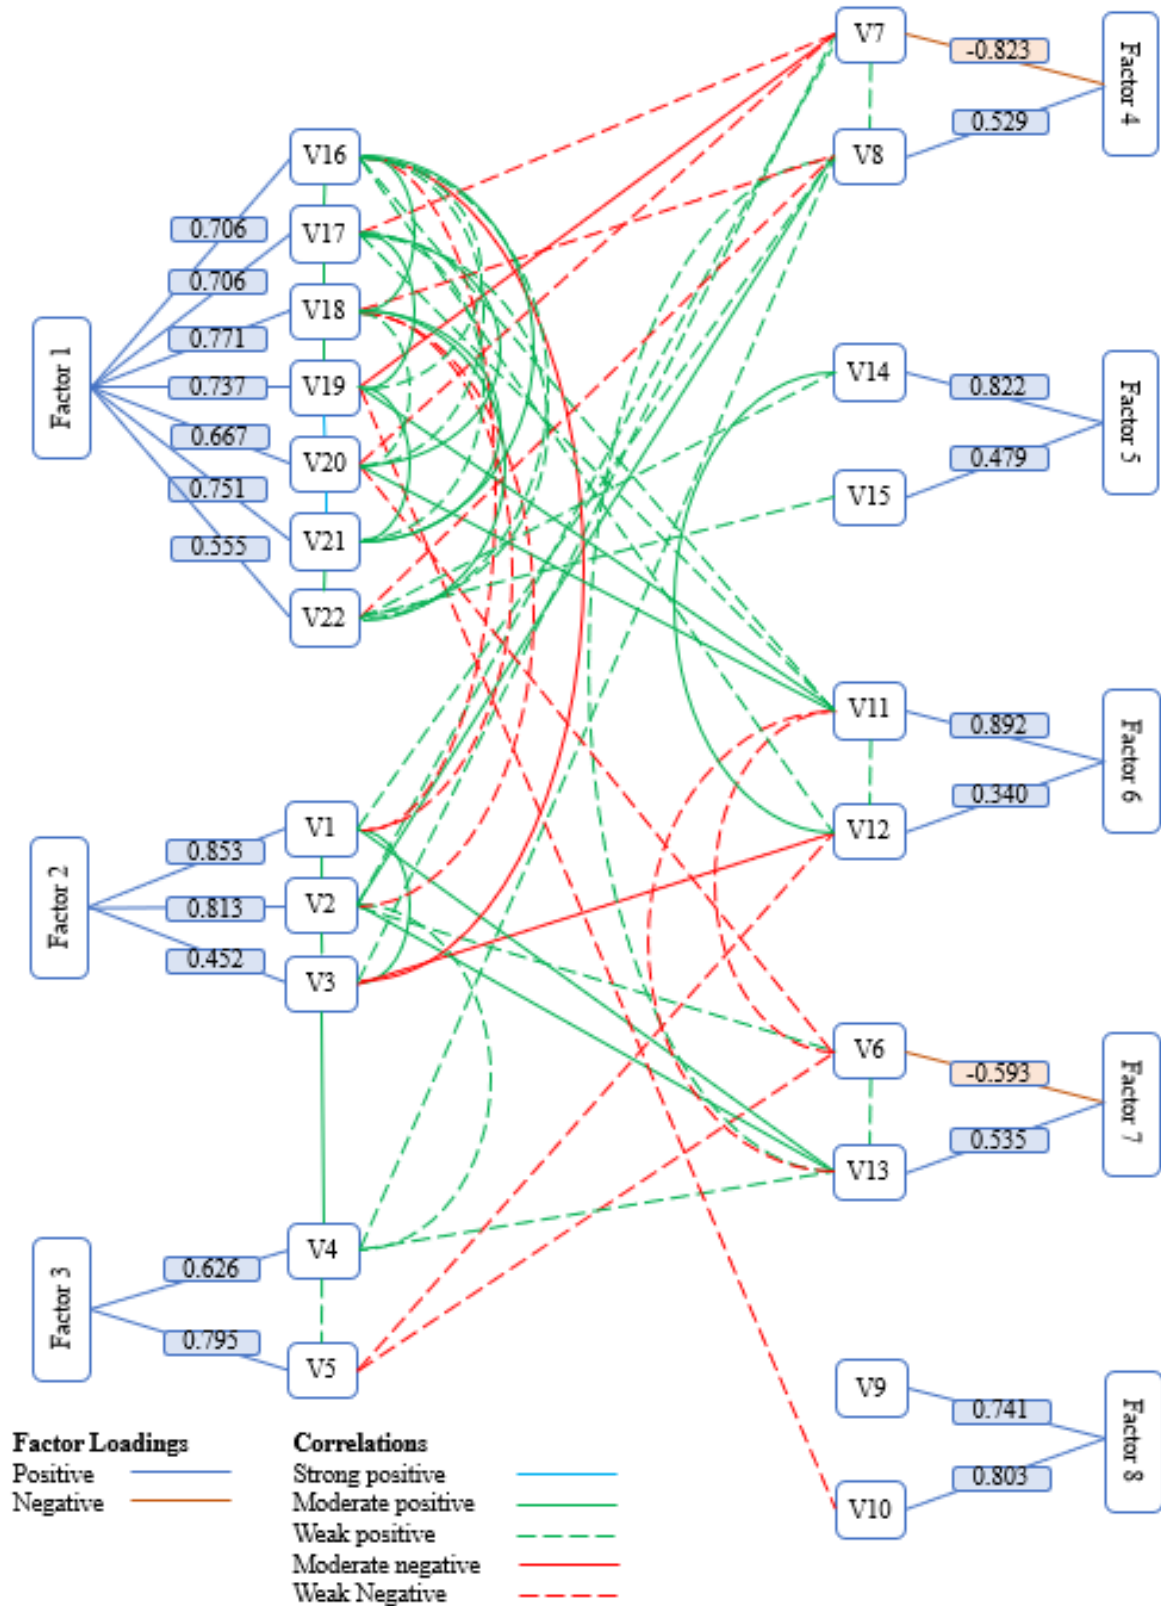 V7
-0.823
Factor 4
0.529
V8
V16
0.706
V17
0.706
V18
0.771
Factor 1
V19
0.737
0.667
V20
0.751
V21
0.555
V22
V14
0.822
Factor 5
0.479
V15
V11
0.892
Factor 6
0.340
V12
V1
0.853
Factor 2
V2
0.813
0.452
V3
V6
-0.593
Factor 7
0.535
V13
V4
0.626
Factor 3
0.795
V5
V9
0.741
Factor 8
0.803
V10
Factor Loadings
Positive
Negative
Correlations
Strong positive
Moderate positive
Weak positive
Moderate negative
Weak Negative